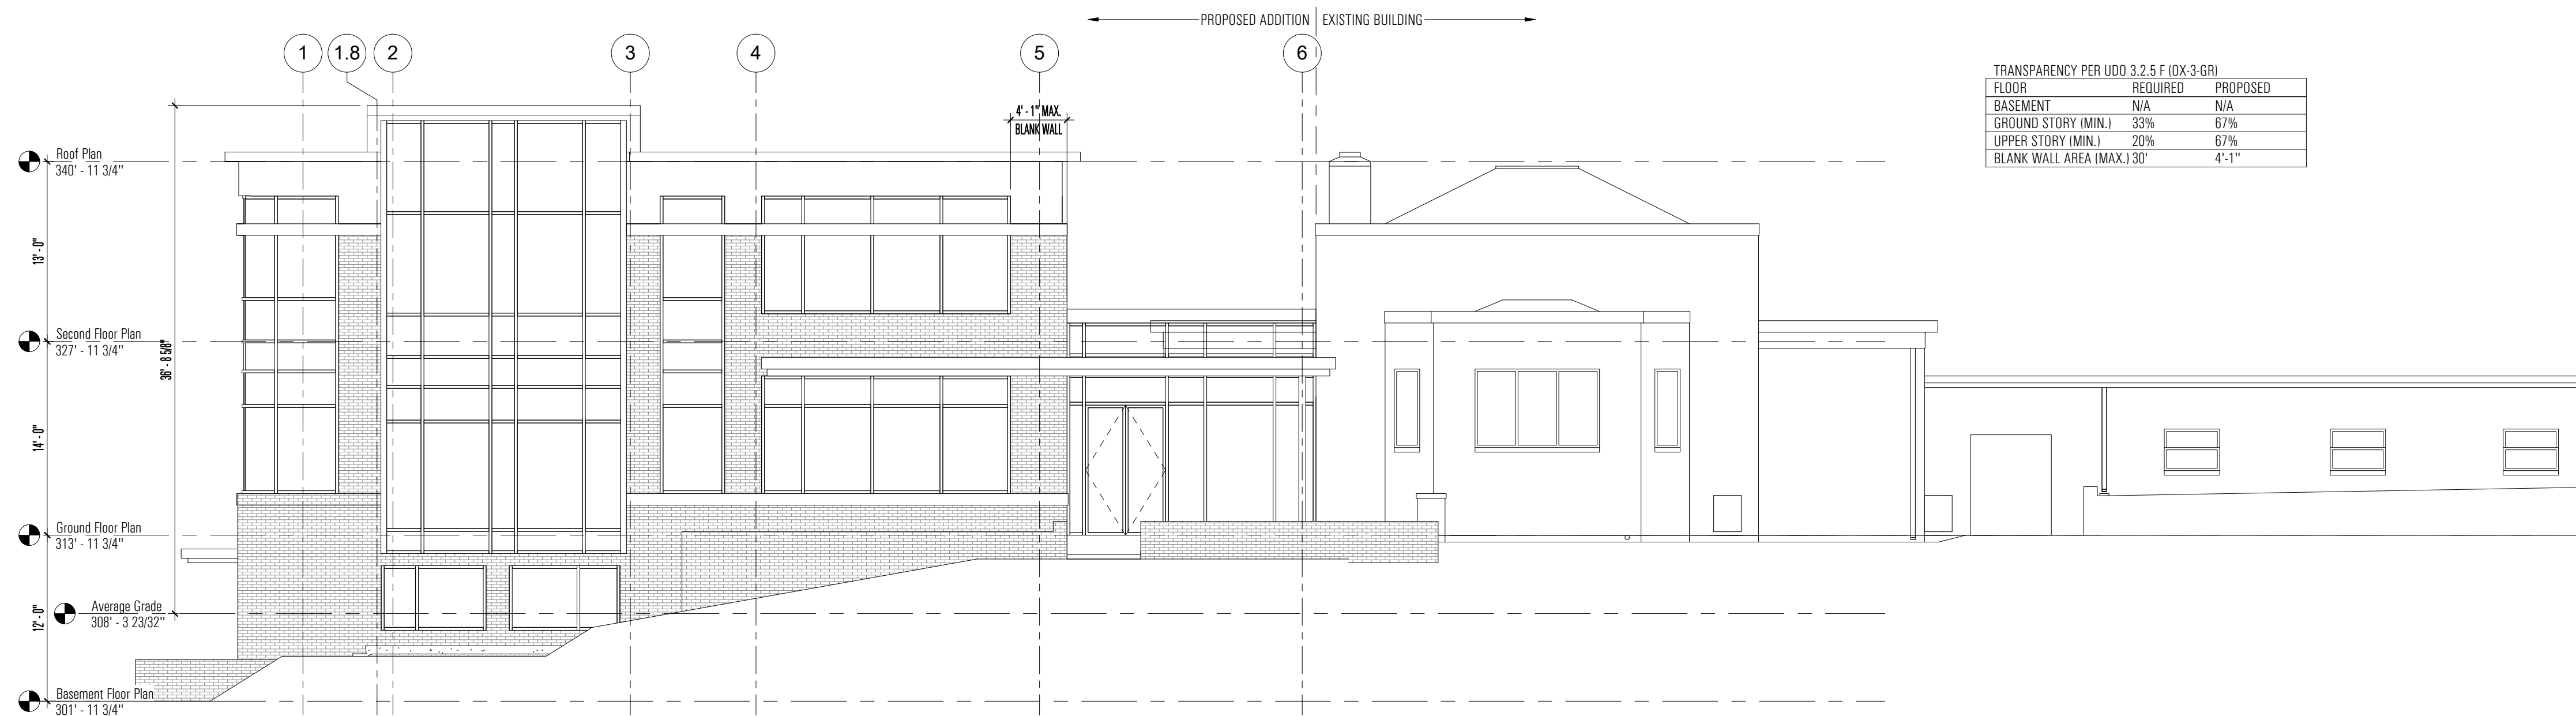 PROPOSED ADDITION EXISTING BUILDING
1 1.8 2 3 4 5 6
TRANSPARENCY PER UDO 3.2.5 F (OX-3-GR)
FLOOR REQUIRED PROPOSED
BASEMENT N/A N/A
GROUND STORY (MIN.) 33% 67%
UPPER STORY (MIN.) 20% 67%
BLANK WALL AREA (MAX.) 30' 4'-1"
4' - 1" MAX.
BLANK WALL
Roof Plan
340' - 11 3/4"
13' - 0"
Second Floor Plan
327' - 11 3/4"
36' - 8 5/8"
14' - 0"
Ground Floor Plan
313' - 11 3/4"
12' - 0"
Average Grade
308' - 3 23/32"
Basement Floor Plan
301' - 11 3/4"